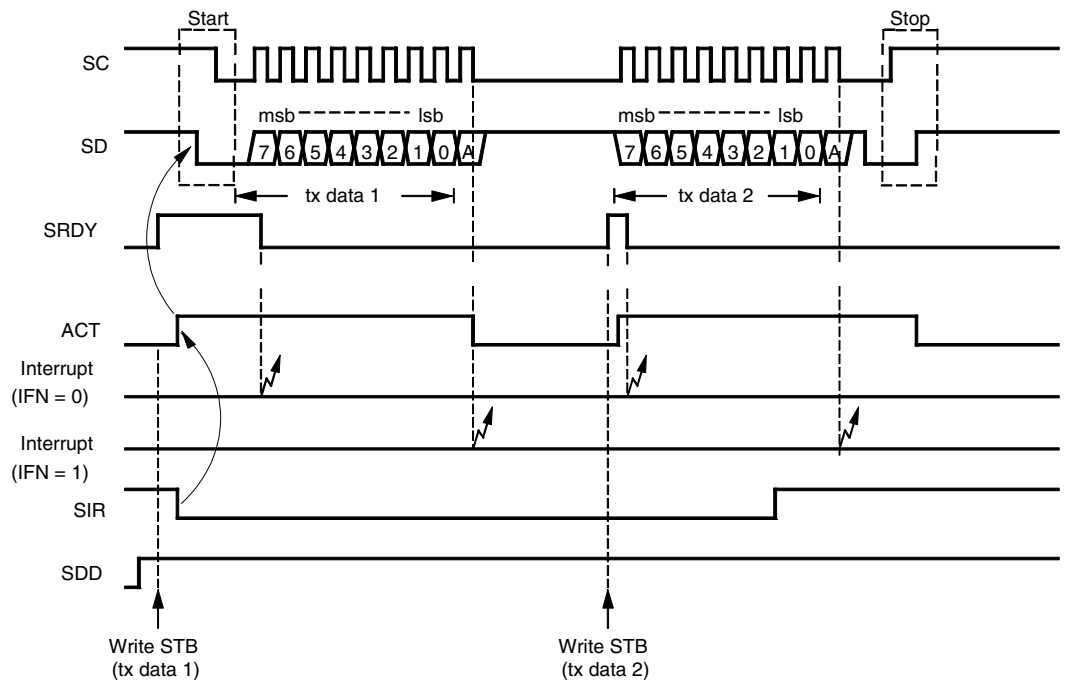 Start
Stop
SC
msb lsb
msb lsb
SD
7 6 5 4 3 2 1 0 A
7 6 5 4 3 2 1 0 A
tx data 1
tx data 2
SRDY
ACT
Interrupt
(IFN = 0)
Interrupt
(IFN = 1)
SIR
SDD
Write STB
(tx data 1)
Write STB
(tx data 2)